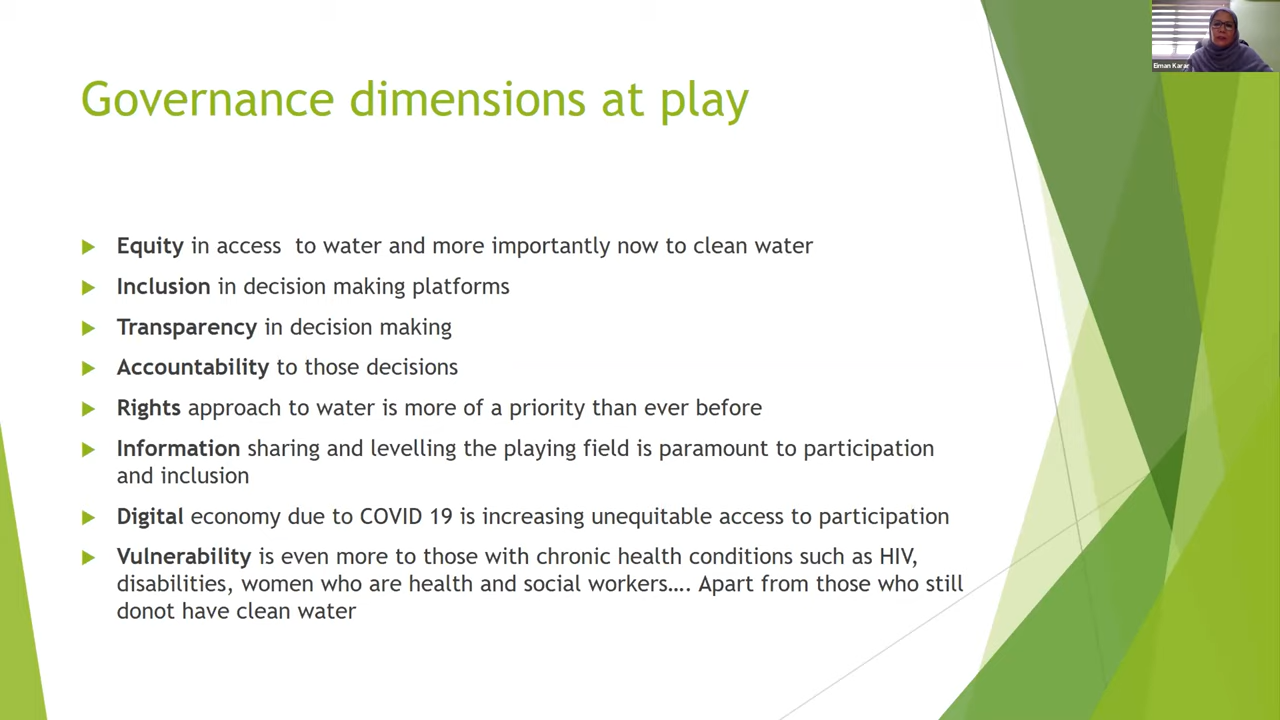 Eiman Karar
Governance dimensions at play
Equity in access  to water and more importantly now to clean water
Inclusion in decision making platforms
Transparency in decision making
Accountability to those decisions
Rights approach to water is more of a priority than ever before
Information sharing and levelling the playing field is paramount to participation
and inclusion
Digital economy due to COVID 19 is increasing unequitable access to participation
Vulnerability is even more to those with chronic health conditions such as HIV,
disabilities, women who are health and social workers…. Apart from those who still
donot have clean water